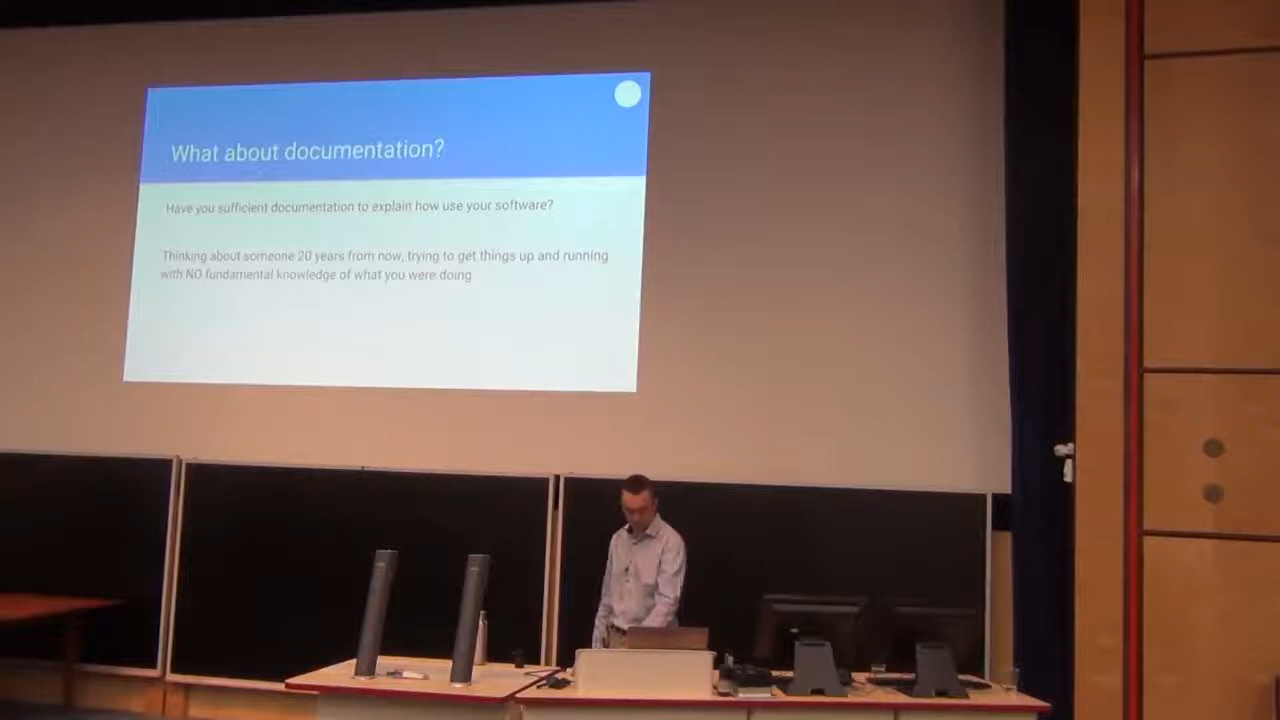 What about documentation?
Have you sufficient documentation to explain how use your software?
Thinking about someone 20 years from now, trying to get things up and running
with NO fundamental knowledge of what you were doing